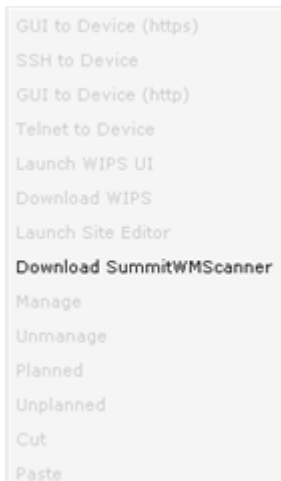 GUI to Device (https)
SSH to Device
GUI to Device (http)
Telnet to Device
Launch WIPS UI
Download WIPS
Launch Site Editor
Download SummitWMScanner
Manage
Unmanage
Planned
Unplanned
Cut
Paste